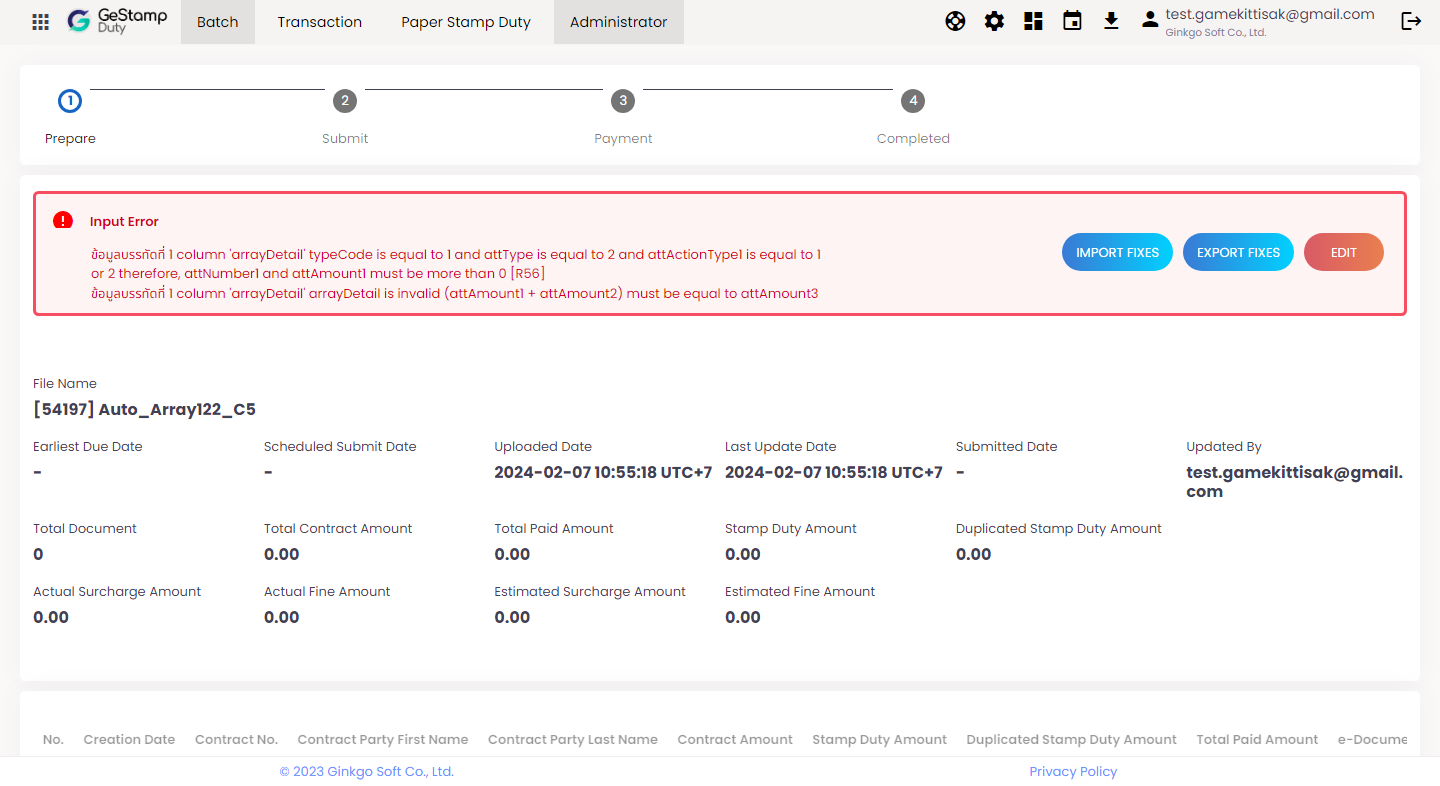 GeStamp
Duty
Batch
Transaction
Paper Stamp Duty
Administrator
test.gamekittisak@gmail.com
Ginkgo Soft Co., Ltd.
1
2
3
4
Prepare
Submit
Payment
Completed
Input Error
ข้อมูลบรรทัดที่ 1 column 'arrayDetail' typeCode is equal to 1 and attType is equal to 2 and attActionType1 is equal to 1
or 2 therefore, attNumber1 and attAmount1 must be more than 0 [R56]
ข้อมูลบรรทัดที่ 1 column 'arrayDetail' arrayDetail is invalid (attAmount1 + attAmount2) must be equal to attAmount3
IMPORT FIXES
EXPORT FIXES
EDIT
File Name
[54197] Auto_Array122_C5
Earliest Due Date
Scheduled Submit Date
Uploaded Date
Last Update Date
Submitted Date
Updated By
-
-
2024-02-07 10:55:18 UTC+7
2024-02-07 10:55:18 UTC+7
-
test.gamekittisak@gmail.
com
Total Document
Total Contract Amount
Total Paid Amount
Stamp Duty Amount
Duplicated Stamp Duty Amount
0
0.00
0.00
0.00
0.00
Actual Surcharge Amount
Actual Fine Amount
Estimated Surcharge Amount
Estimated Fine Amount
0.00
0.00
0.00
0.00
No.
Creation Date
Contract No.
Contract Party First Name
Contract Party Last Name
Contract Amount
Stamp Duty Amount
Duplicated Stamp Duty Amount
Total Paid Amount
e-Docume
© 2023 Ginkgo Soft Co., Ltd.
Privacy Policy